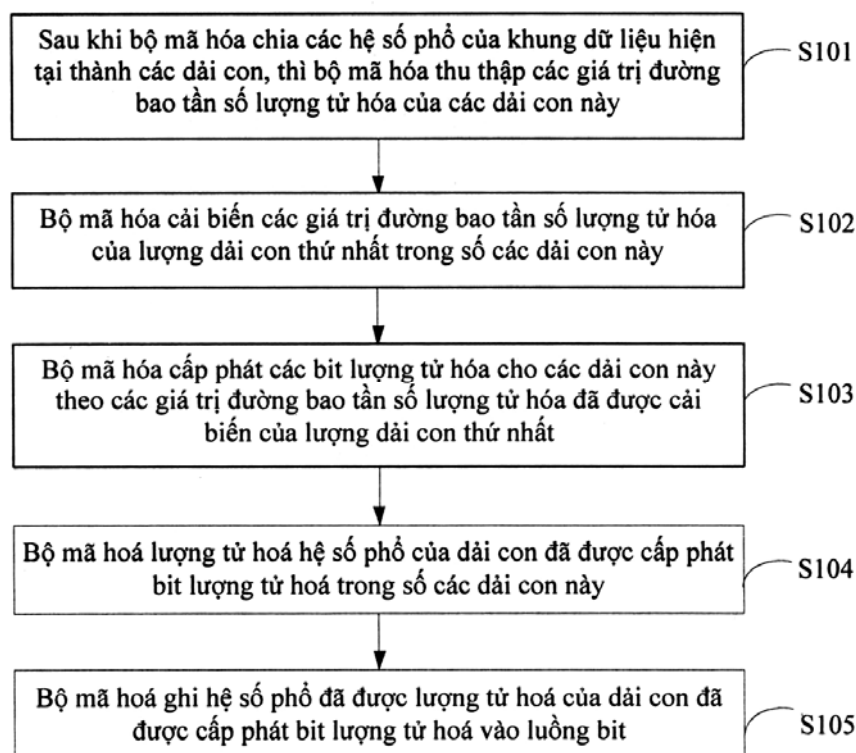 Sau khi bộ mã hóa chia các hệ số phổ của khung dữ liệu hiện
tại thành các dải con, thì bộ mã hóa thu thập các giá trị đường
bao tần số lượng tử hóa của các dải con này
S101
Bộ mã hóa cải biến các giá trị đường bao tần số lượng tử hóa
của lượng dải con thứ nhất trong số các dải con này
S102
Bộ mã hóa cấp phát các bit lượng tử hóa cho các dải con này
theo các giá trị đường bao tần số lượng tử hóa đã được cải
biến của lượng dải con thứ nhất
S103
Bộ mã hoá lượng tử hoá hệ số phổ của dải con đã được cấp phát
bit lượng tử hoá trong số các dải con này
S104
Bộ mã hoá ghi hệ số phổ đã được lượng tử hoá của dải con đã
được cấp phát bit lượng tử hoá vào luồng bit
S105